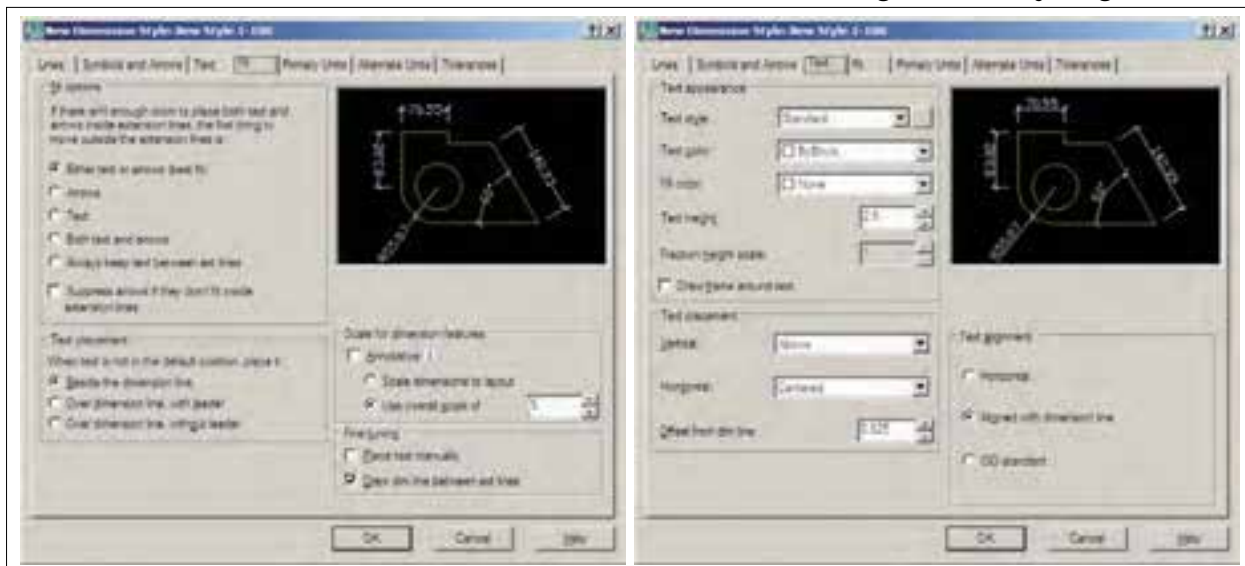 New Dimension Style: New Style 1-100
Lines Symbols and Arrows Text Fit Primary Units Alternate Units Tolerances
Fit options
If there isn't enough room to place both text and
arrows inside extension lines, the first thing to
move outside the extension lines is:
Either text or arrows (best fit)
Arrows
Text
Both text and arrows
Always keep text between ext lines
Suppress arrows if they don't fit inside
extension lines
Text placement
When text is not in the default position, place it:
Beside the dimension line
Over dimension line, with leader
Over dimension line, without leader
Scale for dimension features
Annotative
Scale dimensions to layout
Use overall scale of
Fine tuning
Place text manually
Draw dim line between ext lines
OK Cancel Help
New Dimension Style: New Style 1-100
Lines Symbols and Arrows Text Fit Primary Units Alternate Units Tolerances
Text appearance
Text style: Standard
Text color: ByBlock
Fill color: None
Text height: 2.5
Fraction height scale:
Draw frame around text
Text placement
Vertical: Above
Horizontal: Centered
Offset from dim line: 0.625
Text alignment
Horizontal
Aligned with dimension line
ISO standard
OK Cancel Help